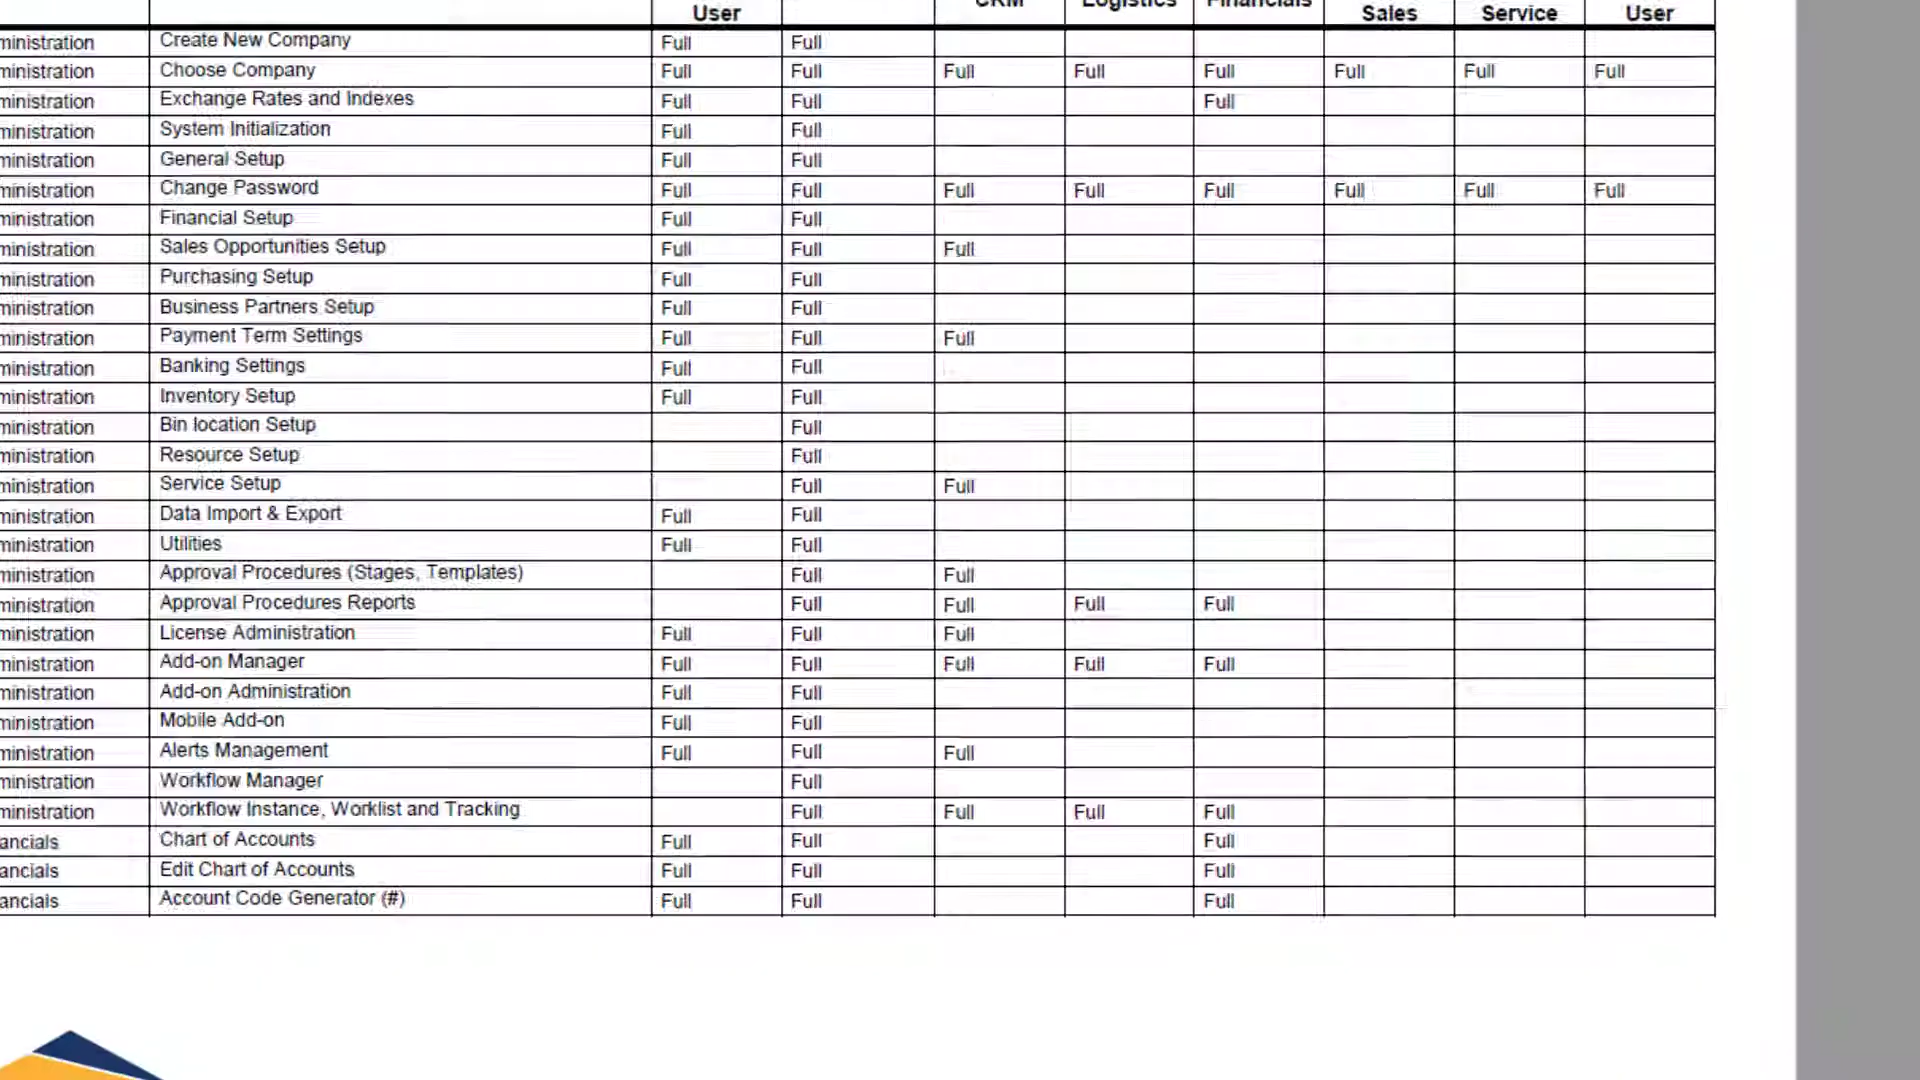 User CRM Logistics Financials Sales Service User
ministration Create New Company Full Full
ministration Choose Company Full Full Full Full Full Full Full Full
ministration Exchange Rates and Indexes Full Full Full
ministration System Initialization Full Full
ministration General Setup Full Full
ministration Change Password Full Full Full Full Full Full Full Full
ministration Financial Setup Full Full
ministration Sales Opportunities Setup Full Full Full
ministration Purchasing Setup Full Full
ministration Business Partners Setup Full Full
ministration Payment Term Settings Full Full Full
ministration Banking Settings Full Full
ministration Inventory Setup Full Full
ministration Bin location Setup Full
ministration Resource Setup Full
ministration Service Setup Full Full
ministration Data Import & Export Full Full
ministration Utilities Full Full
ministration Approval Procedures (Stages, Templates) Full Full
ministration Approval Procedures Reports Full Full Full Full
ministration License Administration Full Full Full
ministration Add-on Manager Full Full Full Full Full
ministration Add-on Administration Full Full
ministration Mobile Add-on Full Full
ministration Alerts Management Full Full Full
ministration Workflow Manager Full
ministration Workflow Instance, Worklist and Tracking Full Full Full Full
ancials Chart of Accounts Full Full Full
ancials Edit Chart of Accounts Full Full Full
ancials Account Code Generator (#) Full Full Full